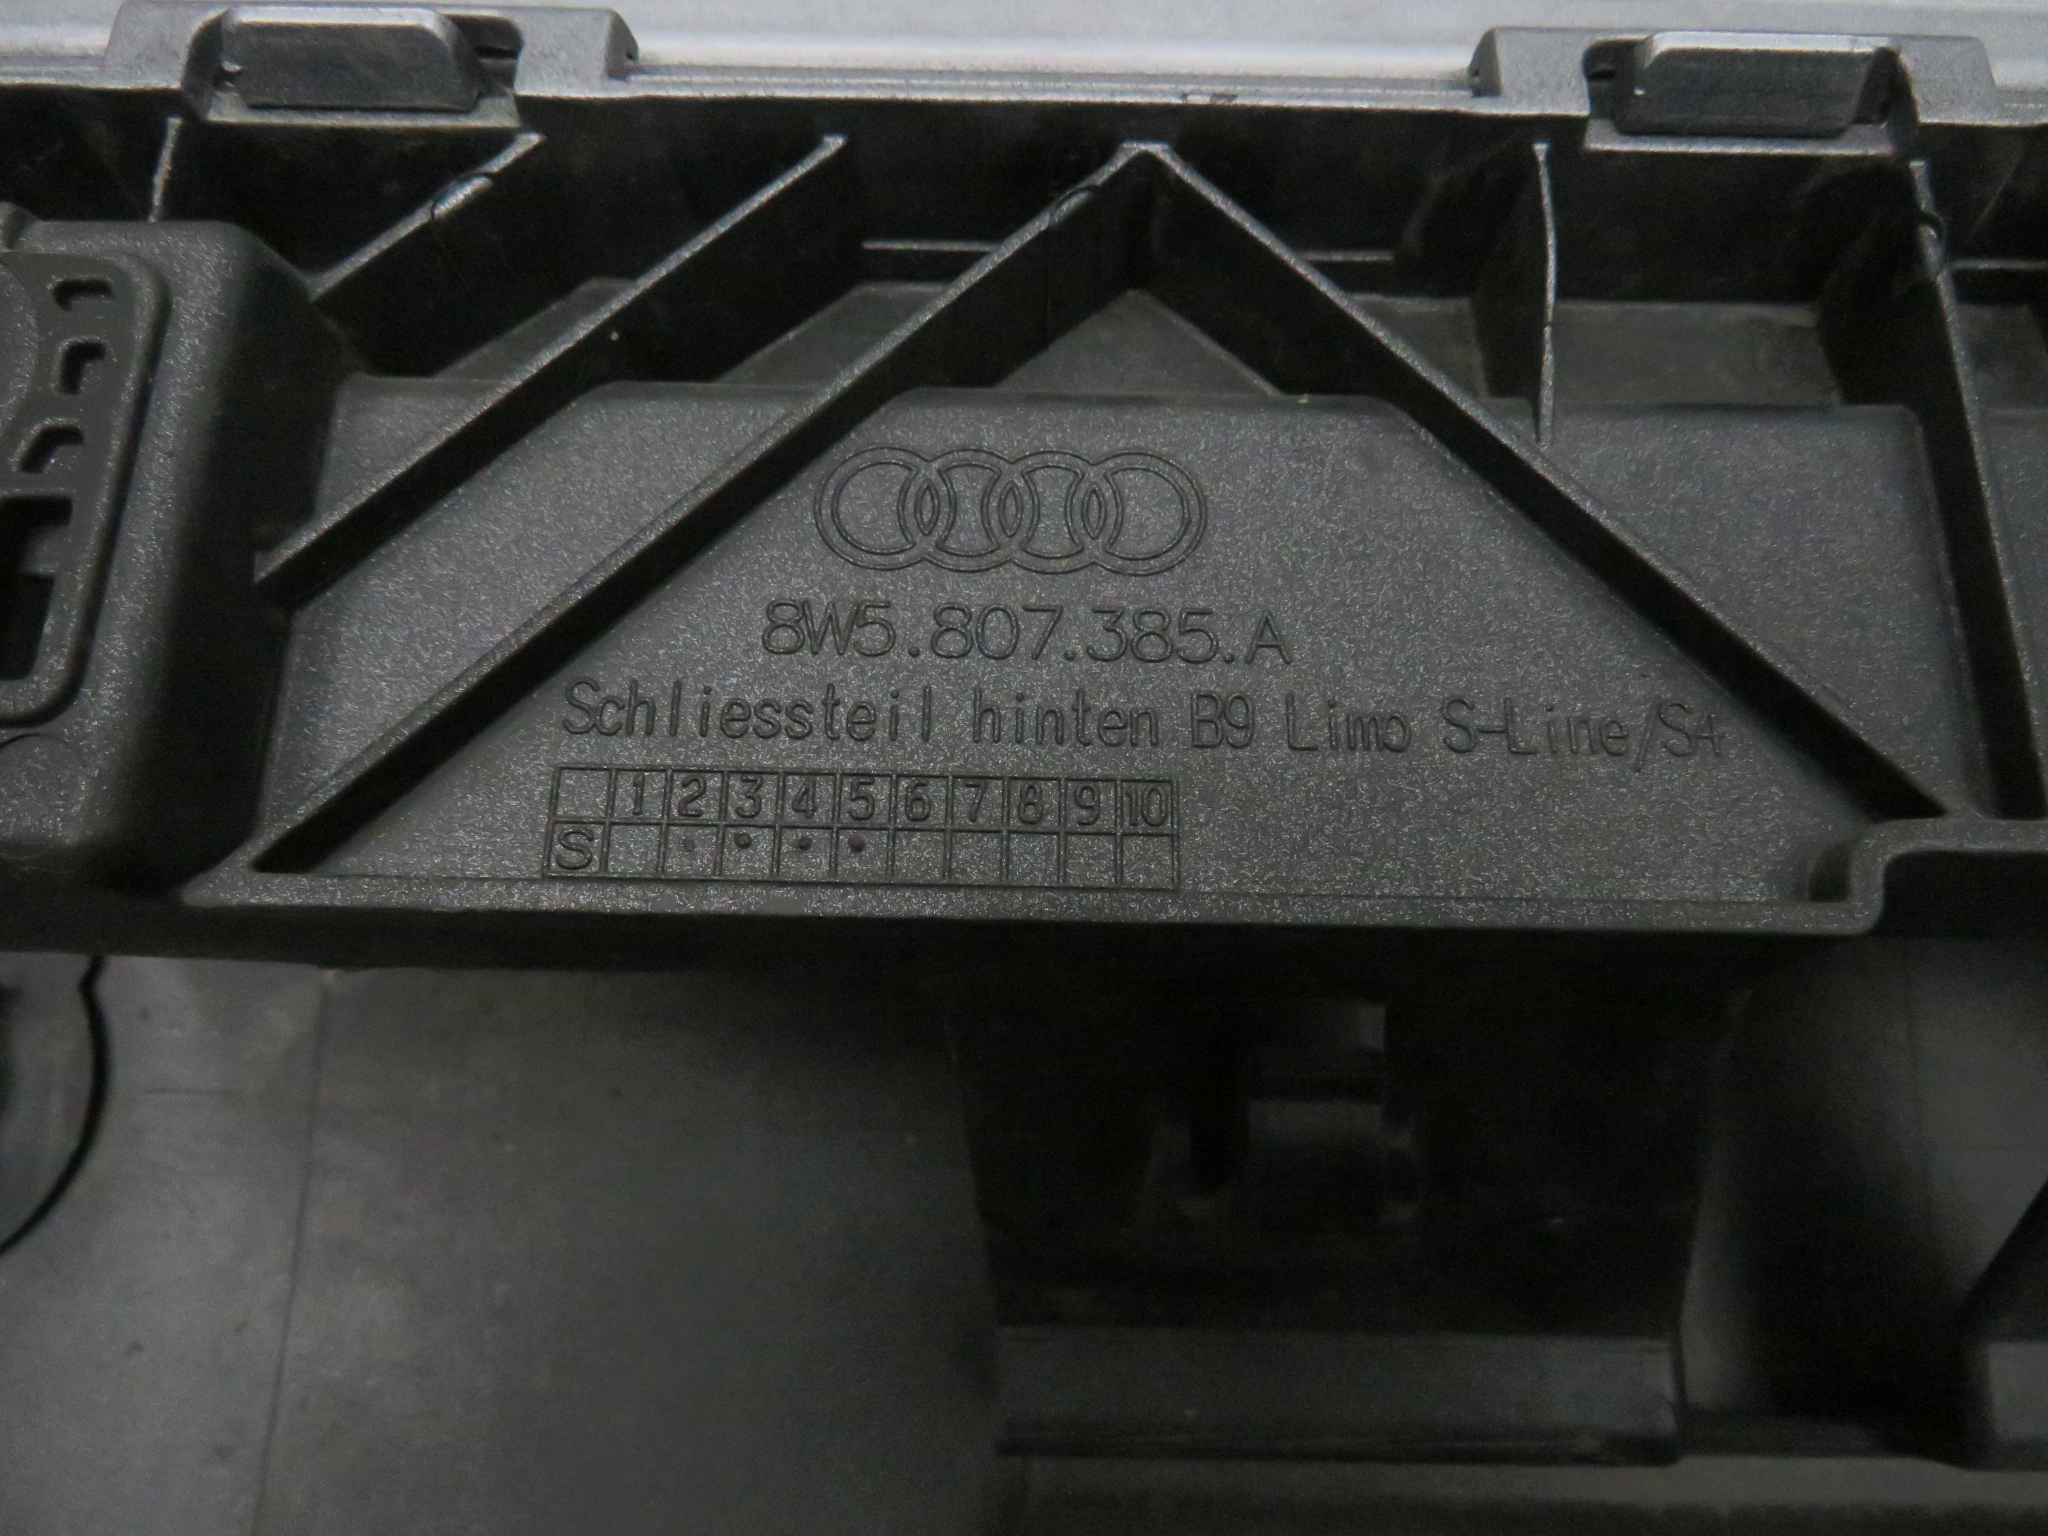 8W5.807.385.A
Schliessteil hinten B9 Limo S-Line/S4
1 2 3 4 5 6 7 8 9 10
S